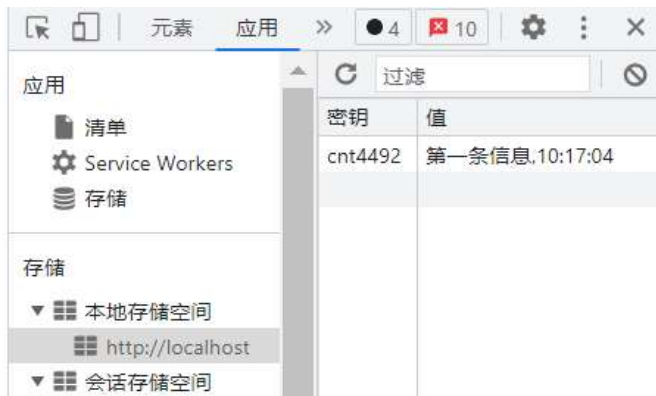 元素 应用 » 4 10
应用
清单
Service Workers
存储
存储
本地存储空间
http://localhost
会话存储空间
过滤
密钥 值
cnt4492 第一条信息,10:17:04